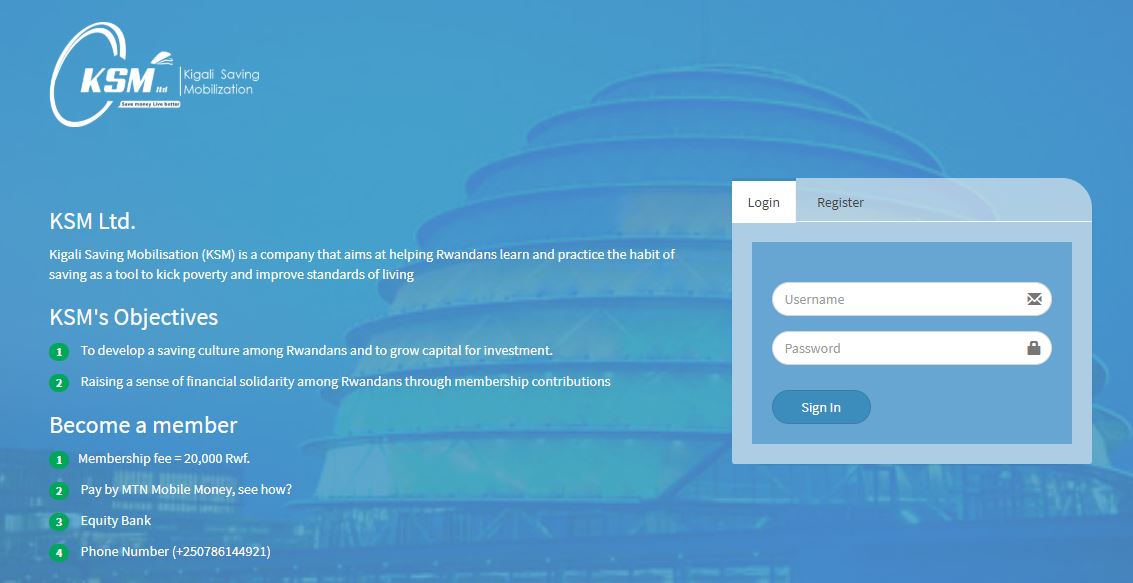 KSM ltd
Kigali Saving
Mobilization
Save money Live better
KSM Ltd.
Kigali Saving Mobilisation (KSM) is a company that aims at helping Rwandans learn and practice the habit of
saving as a tool to kick poverty and improve standards of living
KSM's Objectives
1 To develop a saving culture among Rwandans and to grow capital for investment.
2 Raising a sense of financial solidarity among Rwandans through membership contributions
Become a member
1 Membership fee = 20,000 Rwf.
2 Pay by MTN Mobile Money, see how?
3 Equity Bank
4 Phone Number (+250786144921)
Login Register
Username
Password
Sign In